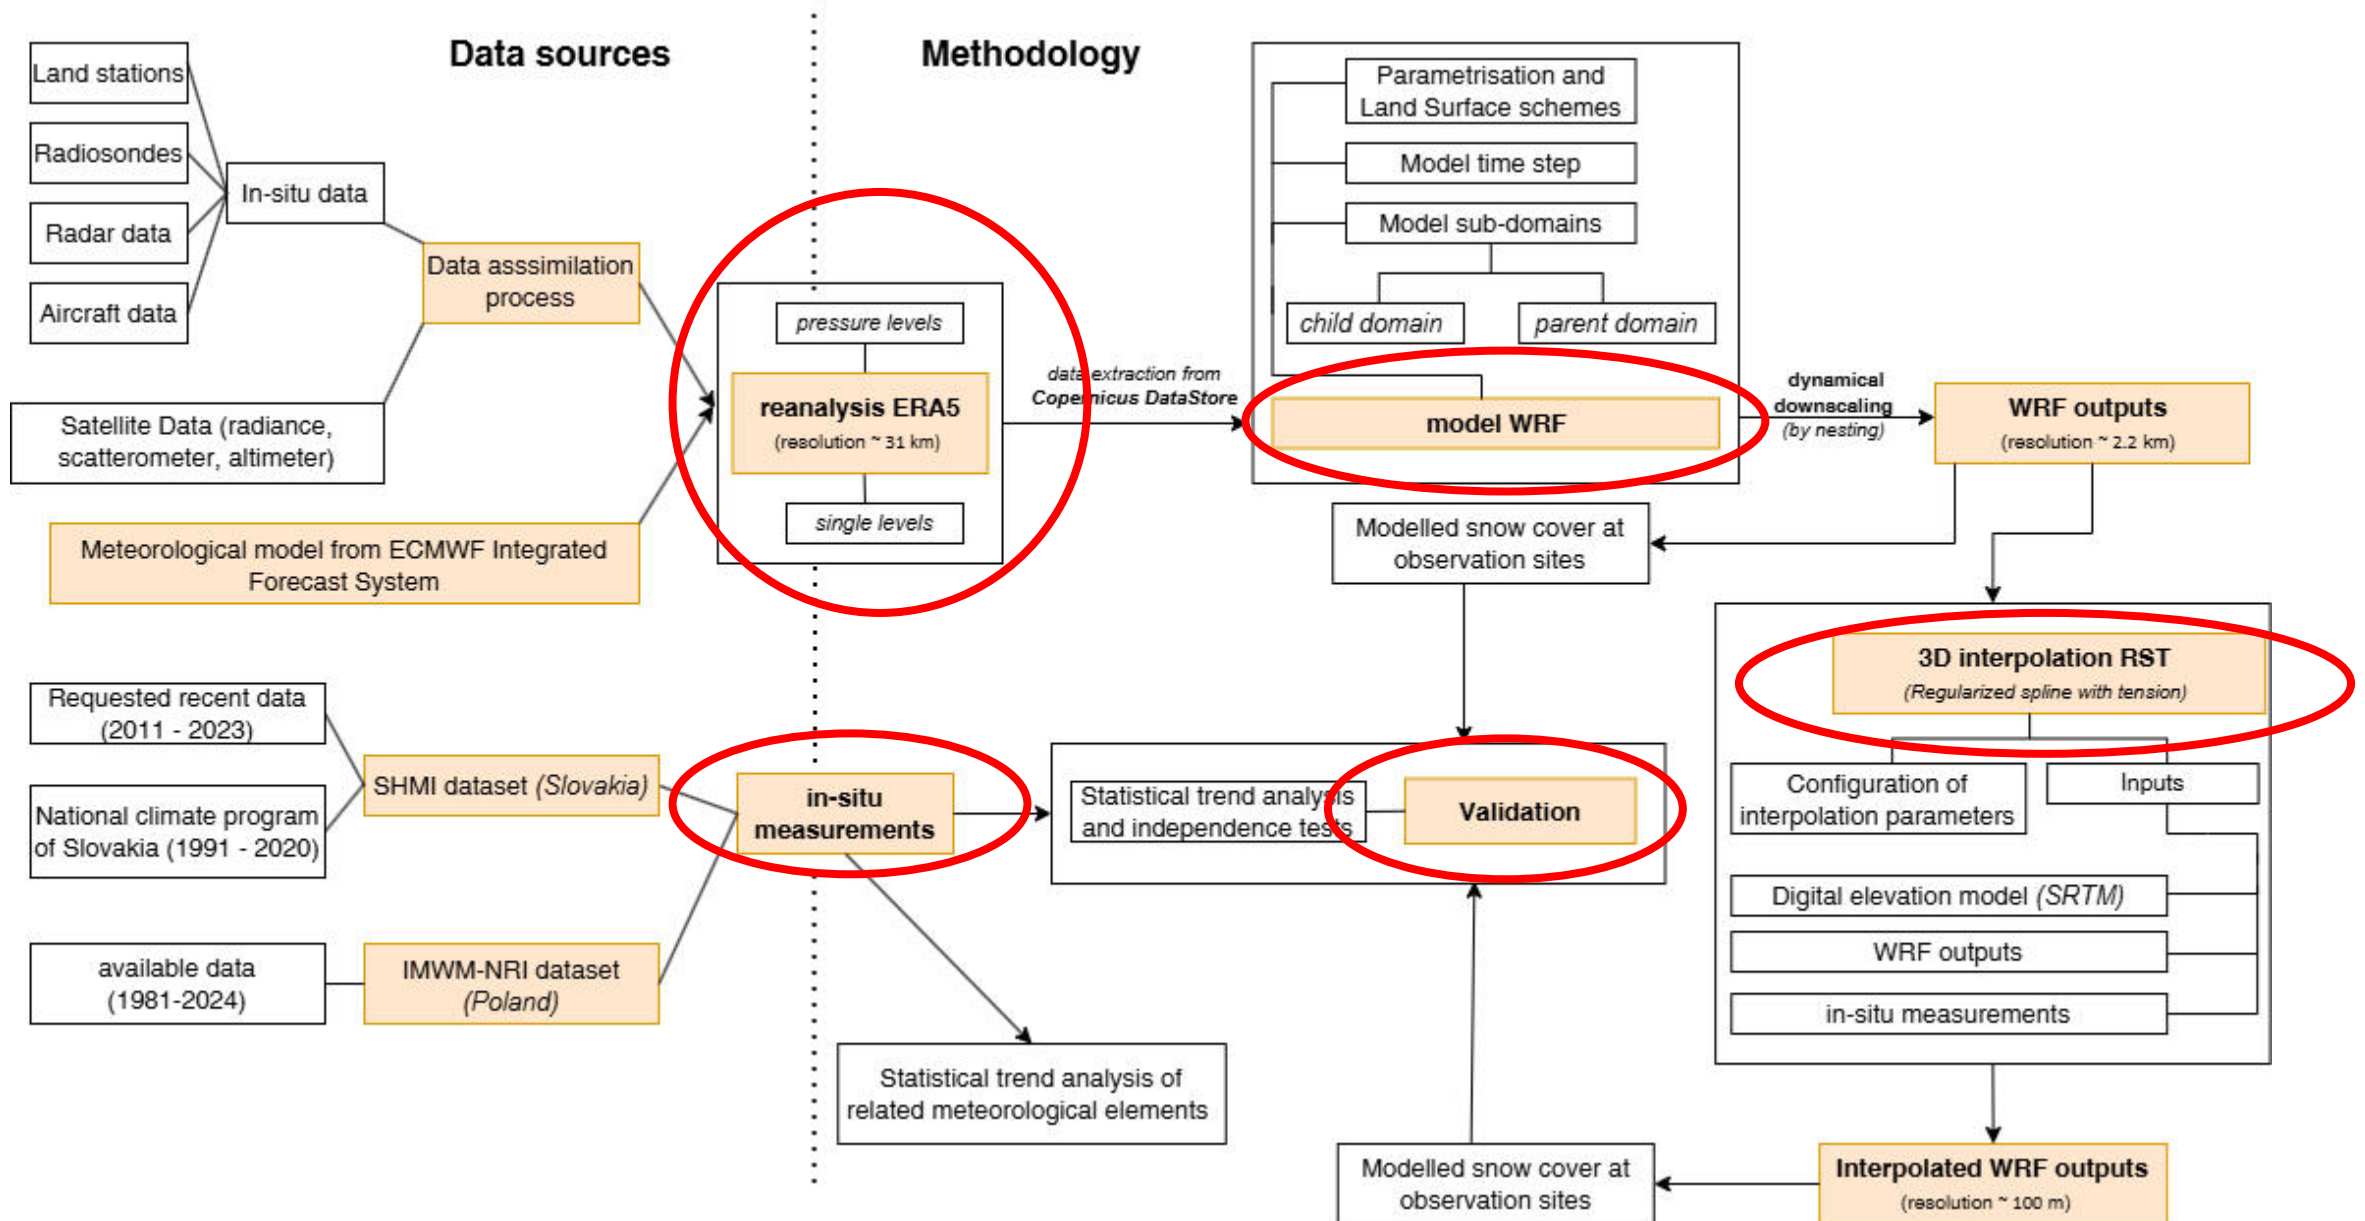 Data sources
Methodology
Land stations
Radiosondes
Radar data
Aircraft data
In-situ data
Data asssimilation
process
Satellite Data (radiance,
scatterometer, altimeter)
Meteorological model from ECMWF Integrated
Forecast System
pressure levels
reanalysis ERA5
(resolution ~ 31 km)
single levels
data extraction from
Copernicus DataStore
Parametrisation and
Land Surface schemes
Model time step
Model sub-domains
child domain
parent domain
model WRF
dynamical
downscaling
(by nesting)
WRF outputs
(resolution ~ 2.2 km)
Modelled snow cover at
observation sites
3D interpolation RST
(Regularized spline with tension)
Configuration of
interpolation parameters
Inputs
Digital elevation model (SRTM)
WRF outputs
in-situ measurements
Requested recent data
(2011 - 2023)
National climate program
of Slovakia (1991 - 2020)
SHMI dataset (Slovakia)
available data
(1981-2024)
IMWM-NRI dataset
(Poland)
in-situ
measurements
Statistical trend analysis
and independence tests
Validation
Statistical trend analysis of
related meteorological elements
Modelled snow cover at
observation sites
Interpolated WRF outputs
(resolution ~ 100 m)